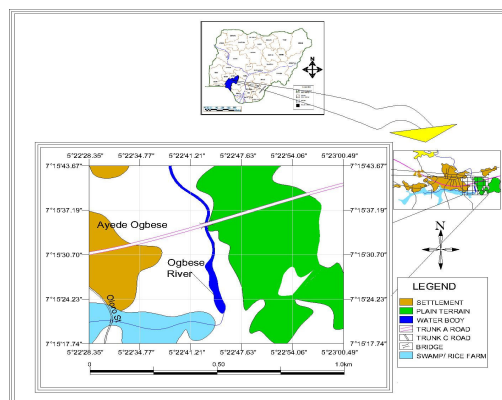 N
5°22'28.35" 5°22'34.77" 5°22'41.21" 5°22'47.63" 5°22'54.06" 5°23'00.49"
7°15'43.67" 7°15'43.67"
7°15'37.19" 7°15'37.19"
Ayede Ogbese
7°15'30.70" 7°15'30.70"
Ogbese
River
7°15'24.23" 7°15'24.23"
7°15'17.74" 7°15'17.74"
5°22'28.35" 5°22'34.77" 5°22'41.21" 5°22'47.63" 5°22'54.06" 5°23'00.49"
0 0.50 1.0km
N
LEGEND
SETTLEMENT
PLAIN TERRAIN
WATER BODY
TRUNK A ROAD
TRUNK C ROAD
BRIDGE
SWAMP/ RICE FARM